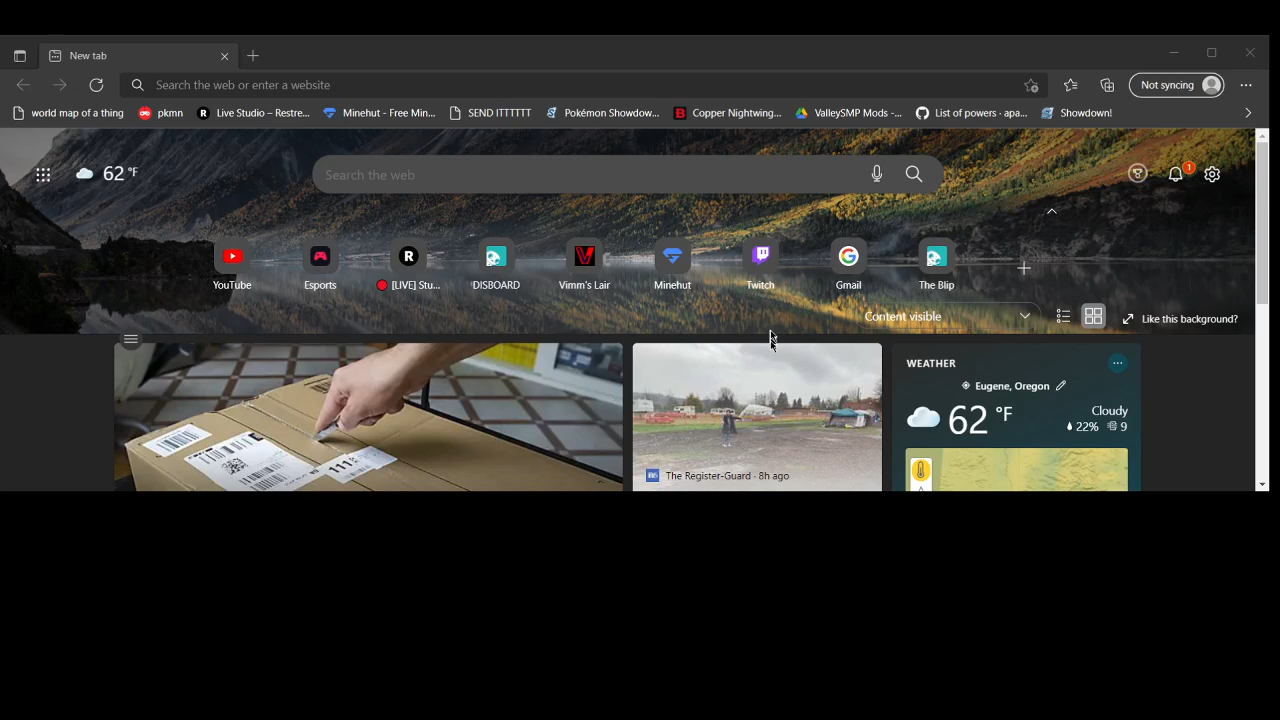 New tab
Search the web or enter a website
Not syncing
world map of a thing
pkmn
Live Studio – Restre...
Minehut - Free Min...
SEND ITTTTTT
Pokémon Showdow...
Copper Nightwing...
ValleySMP Mods -...
List of powers - apa...
Showdown!
62 °F
Search the web
1
YouTube
Esports
[LIVE] Stu...
DISBOARD
Vimm's Lair
Minehut
Twitch
Gmail
The Blip
Content visible
Like this background?
WEATHER
Eugene, Oregon
62 °F
Cloudy
22% 9
111
The Register-Guard · 8h ago